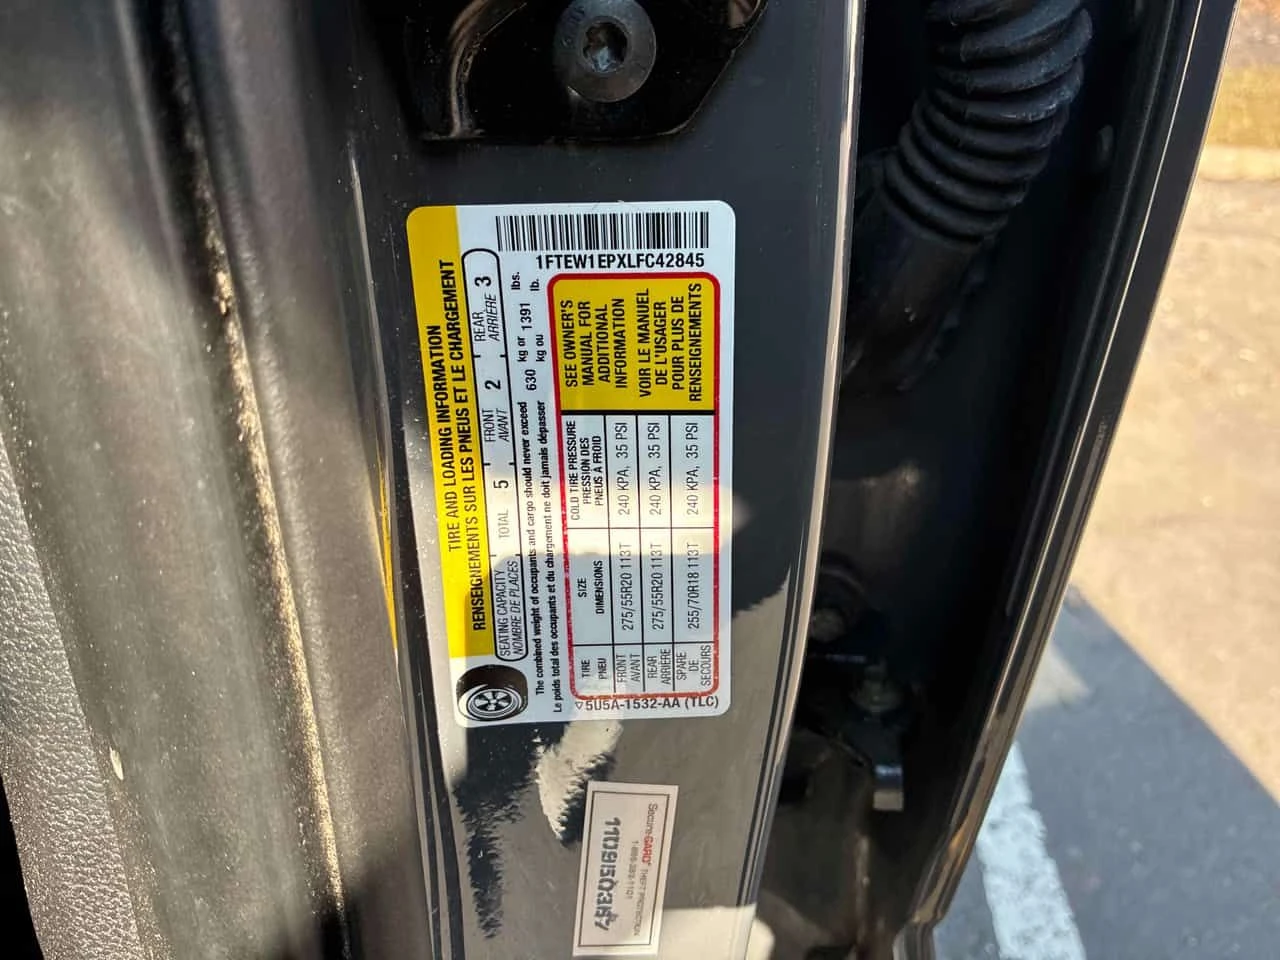 1FTEW1EPXLFC42845
TIRE AND LOADING INFORMATION
RENSEIGNEMENTS SUR LES PNEUS ET LE CHARGEMENT
SEATING CAPACITY TOTAL 5 FRONT 2 REAR 3
NOMBRE DE PLACES AVANT ARRIÈRE
The combined weight of occupants and cargo should never exceed 630 kg or 1391 lbs.
Le poids total des occupants et du chargement ne doit jamais dépasser kg ou lb.
TIRE SIZE COLD TIRE PRESSURE
PNEU DIMENSIONS PRESSION DES
PNEUS À FROID
FRONT 275/55R20 113T 240 KPA, 35 PSI
AVANT
REAR 275/55R20 113T 240 KPA, 35 PSI
ARRIÈRE
SPARE 255/70R18 113T 240 KPA, 35 PSI
DE
SECOURS
SEE OWNER'S
MANUAL FOR
ADDITIONAL
INFORMATION
VOIR LE MANUEL
DE L'USAGER
POUR PLUS DE
RENSEIGNEMENTS
5U5A-1532-AA (TLC)
THEFT PROTECTION